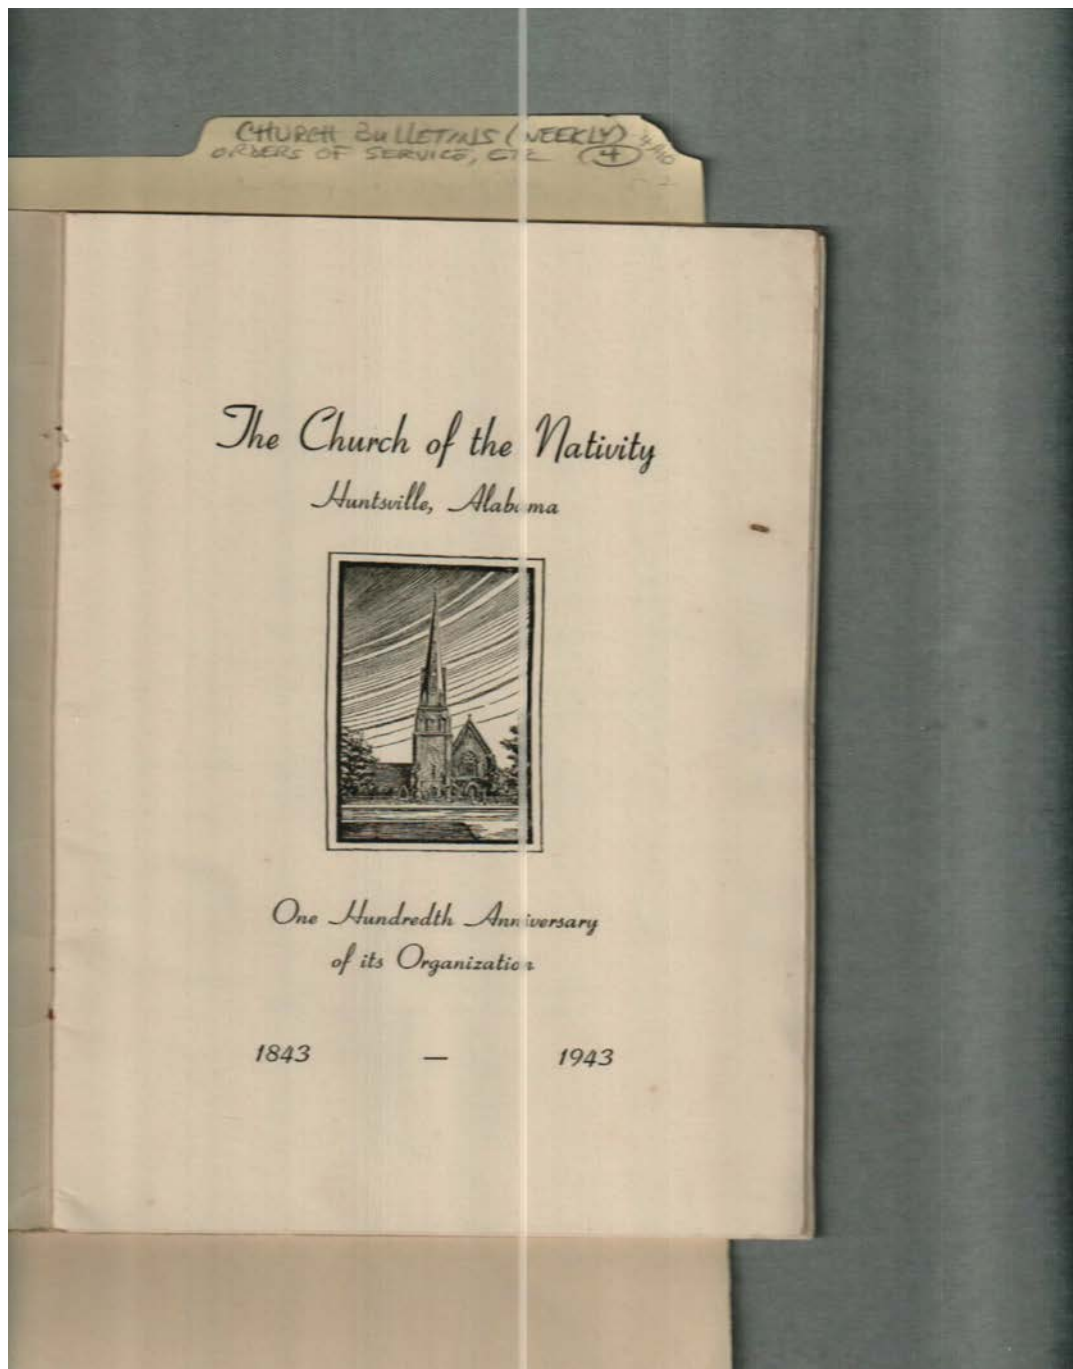 CHURCH BULLETINS (WEEKLY)
ORDERS OF SERVICE, ETC 4
The Church of the Nativity
Huntsville, Alabama
One Hundredth Anniversary
of its Organization
1843 — 1943